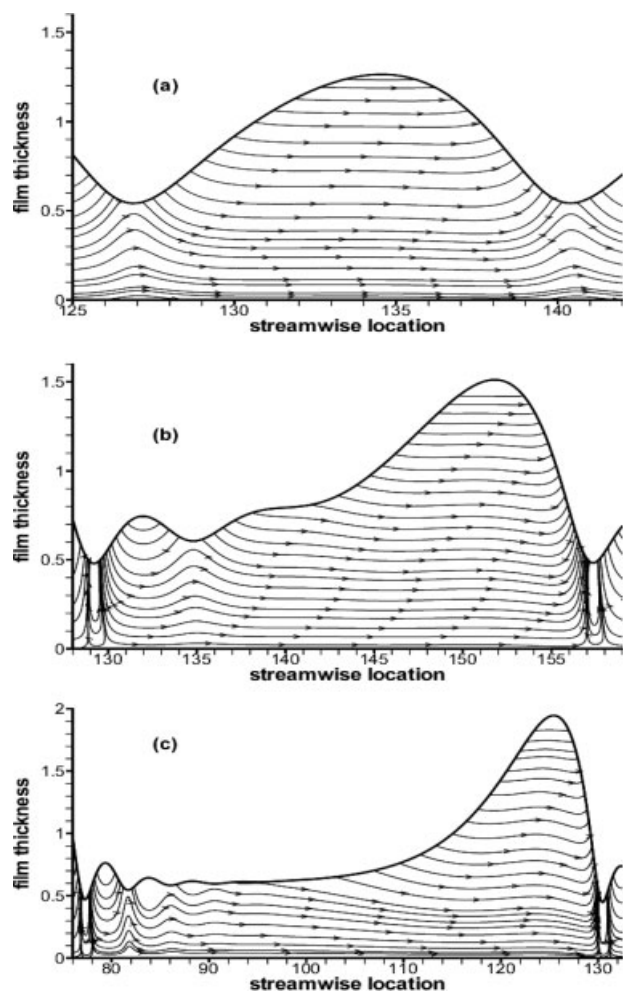 1.5
(a)
1
film thickness
0.5
0
125 130 135 140
streamwise location
1.5
(b)
1
film thickness
0.5
0
130 135 140 145 150 155
streamwise location
2
(c)
1.5
film thickness
1
0.5
0
80 90 100 110 120 130
streamwise location